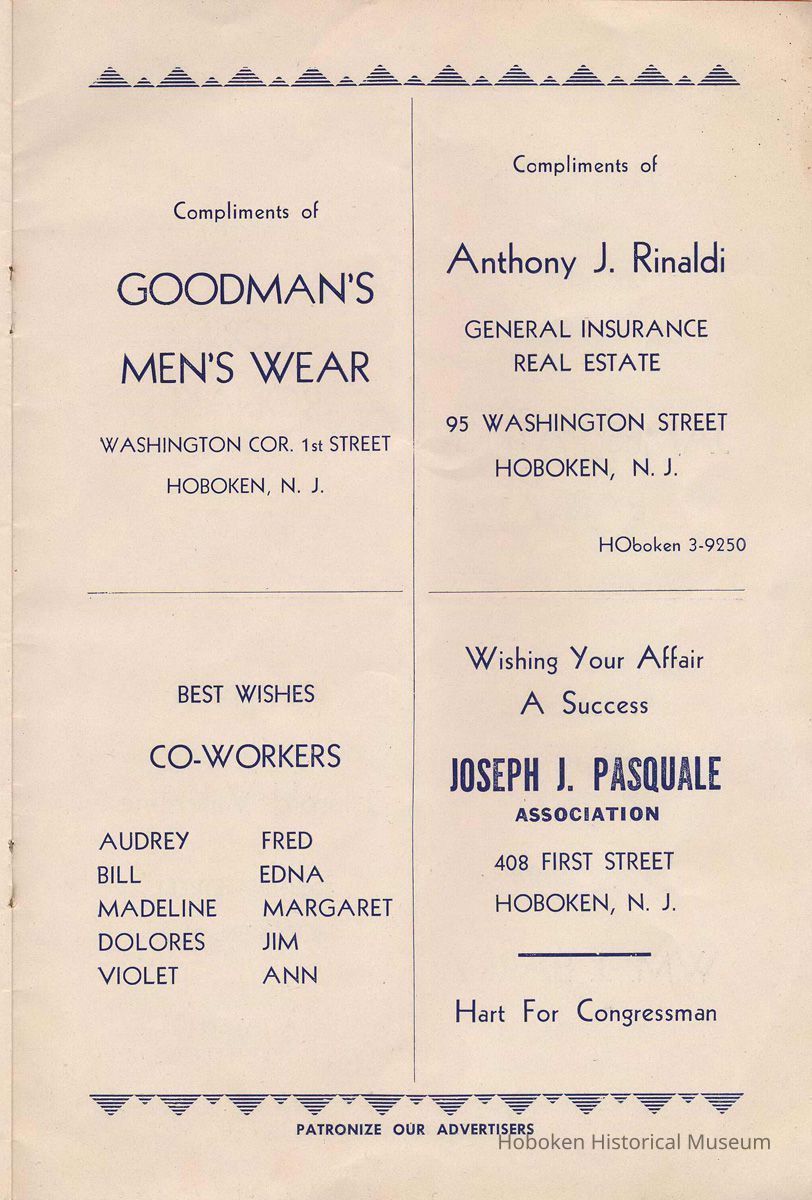 Compliments of
GOODMAN'S
MEN'S WEAR
WASHINGTON COR. 1st STREET
HOBOKEN, N. J.
Compliments of
Anthony J. Rinaldi
GENERAL INSURANCE
REAL ESTATE
95 WASHINGTON STREET
HOBOKEN, N. J.
HOboken 3-9250
BEST WISHES
CO-WORKERS
AUDREY FRED
BILL EDNA
MADELINE MARGARET
DOLORES JIM
VIOLET ANN
Wishing Your Affair
A Success
JOSEPH J. PASQUALE
ASSOCIATION
408 FIRST STREET
HOBOKEN, N. J.
Hart For Congressman
PATRONIZE OUR ADVERTISERS
Hoboken Historical Museum